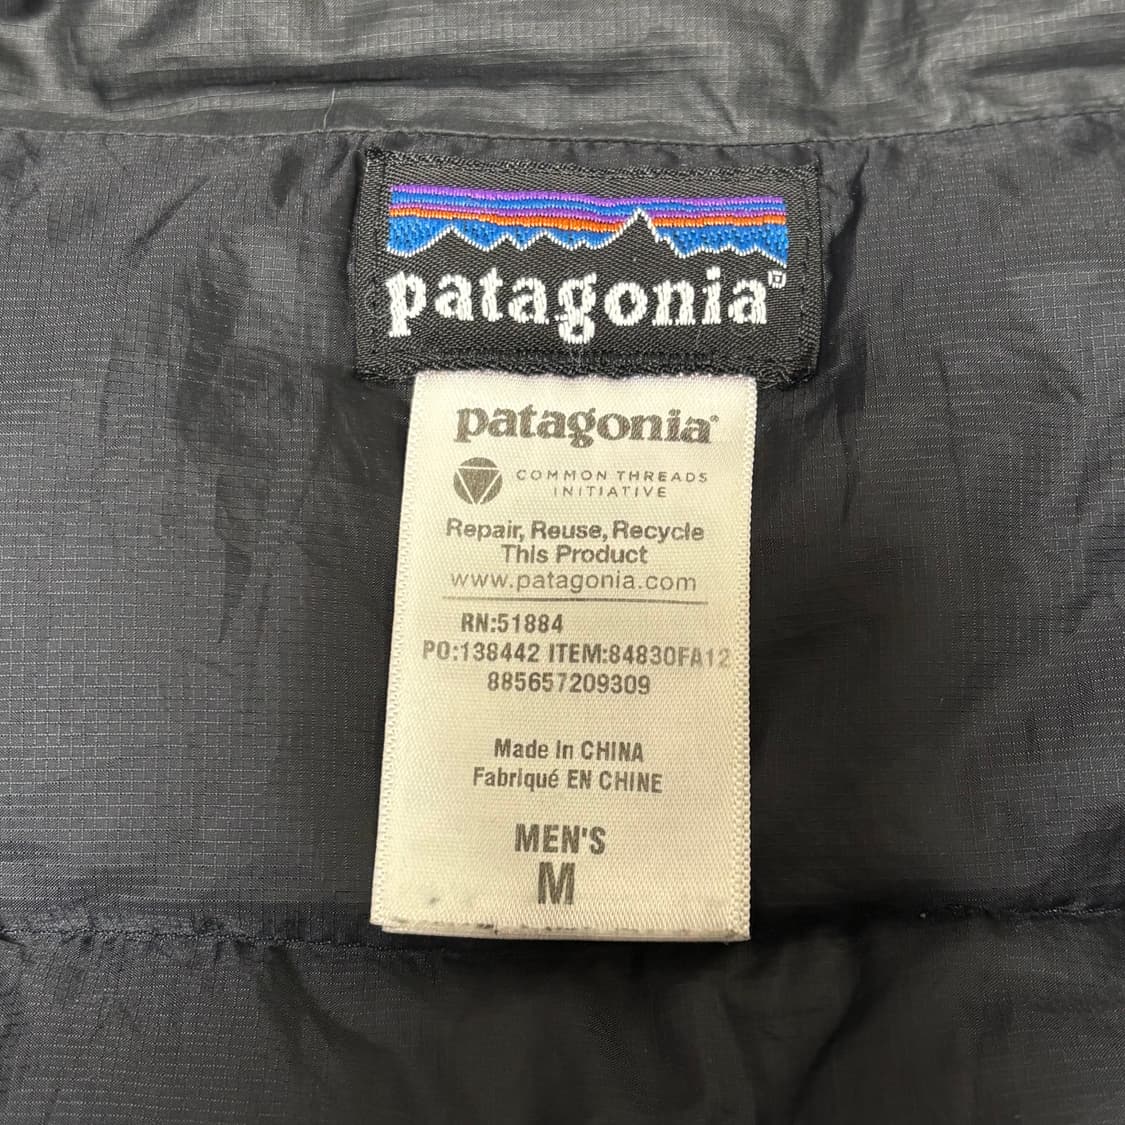 patagonia®
patagonia®
COMMON THREADS
INITIATIVE
Repair, Reuse, Recycle
This Product
www.patagonia.com
RN:51884
PO:138442 ITEM:84830FA12
885657209309
Made In CHINA
Fabriqué EN CHINE
MEN'S
M